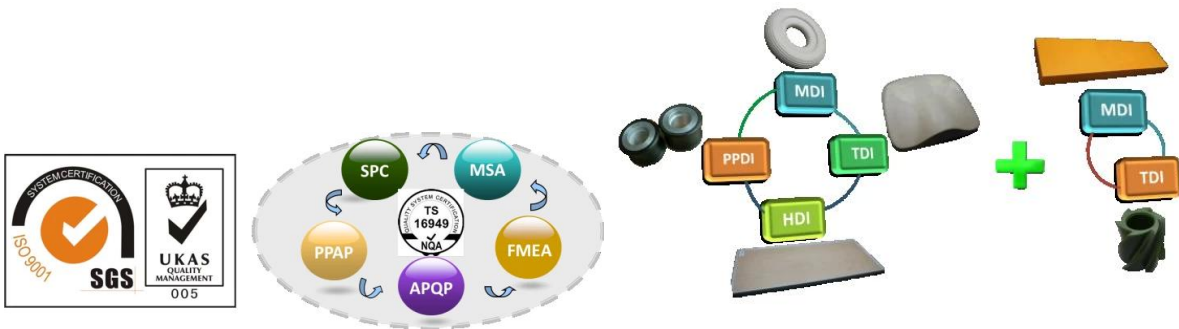 SYSTEM CERTIFICATION
ISO 9001
SGS
UKAS
QUALITY
MANAGEMENT
005
SPC
MSA
PPAP
FMEA
APQP
QUALITY SYSTEM CERTIFICATION
TS
16949
NQA
MDI
PPDI
TDI
HDI
MDI
TDI